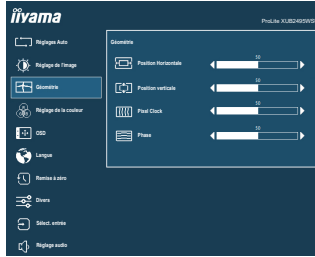 iiyama
ProLite XUB2495WS
Réglages Auto
Réglage de l'image
Géométrie
Réglage de la couleur
OSD
Langue
Remise à zéro
Divers
Sélect. entrée
Réglage audio
Géométrie
Position Horizontale
50
Position verticale
50
Pixel Clock
50
Phase
50